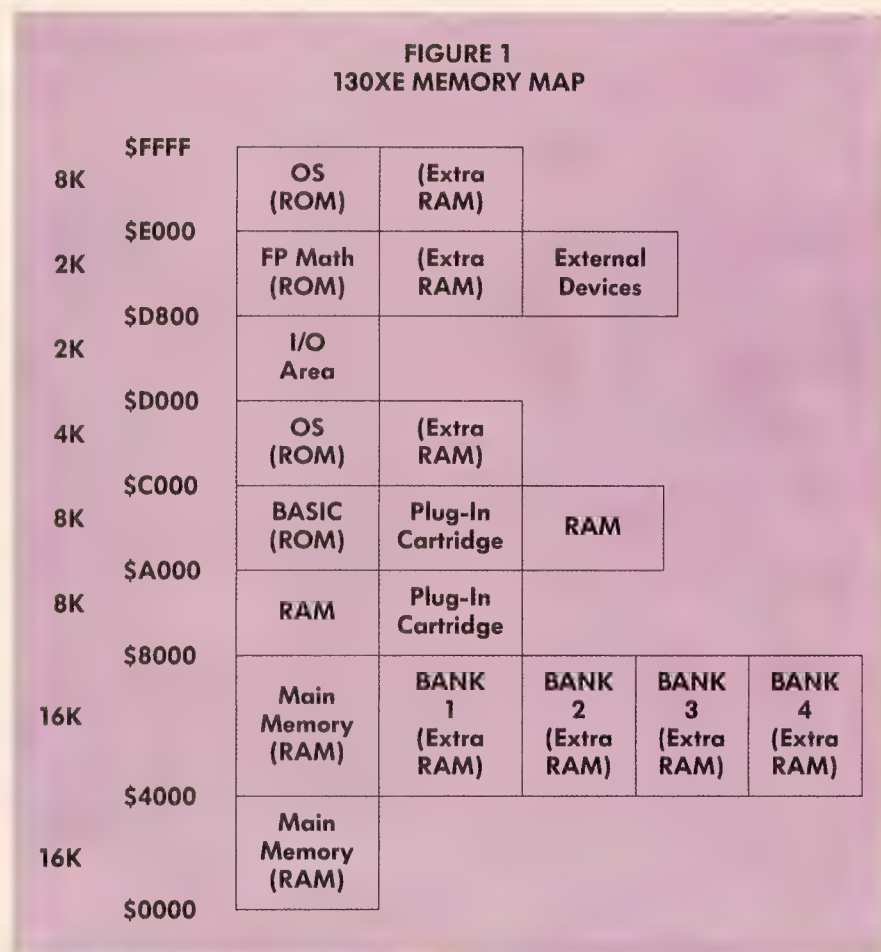 FIGURE 1
130XE MEMORY MAP
$FFFF
8K
OS
(ROM)
(Extra
RAM)
$E000
2K
FP Math
(ROM)
(Extra
RAM)
External
Devices
$D800
2K
I/O
Area
$D000
4K
OS
(ROM)
(Extra
RAM)
$C000
8K
BASIC
(ROM)
Plug-In
Cartridge
RAM
$A000
8K
RAM
Plug-In
Cartridge
$8000
16K
Main
Memory
(RAM)
BANK
1
(Extra
RAM)
BANK
2
(Extra
RAM)
BANK
3
(Extra
RAM)
BANK
4
(Extra
RAM)
$4000
16K
Main
Memory
(RAM)
$0000